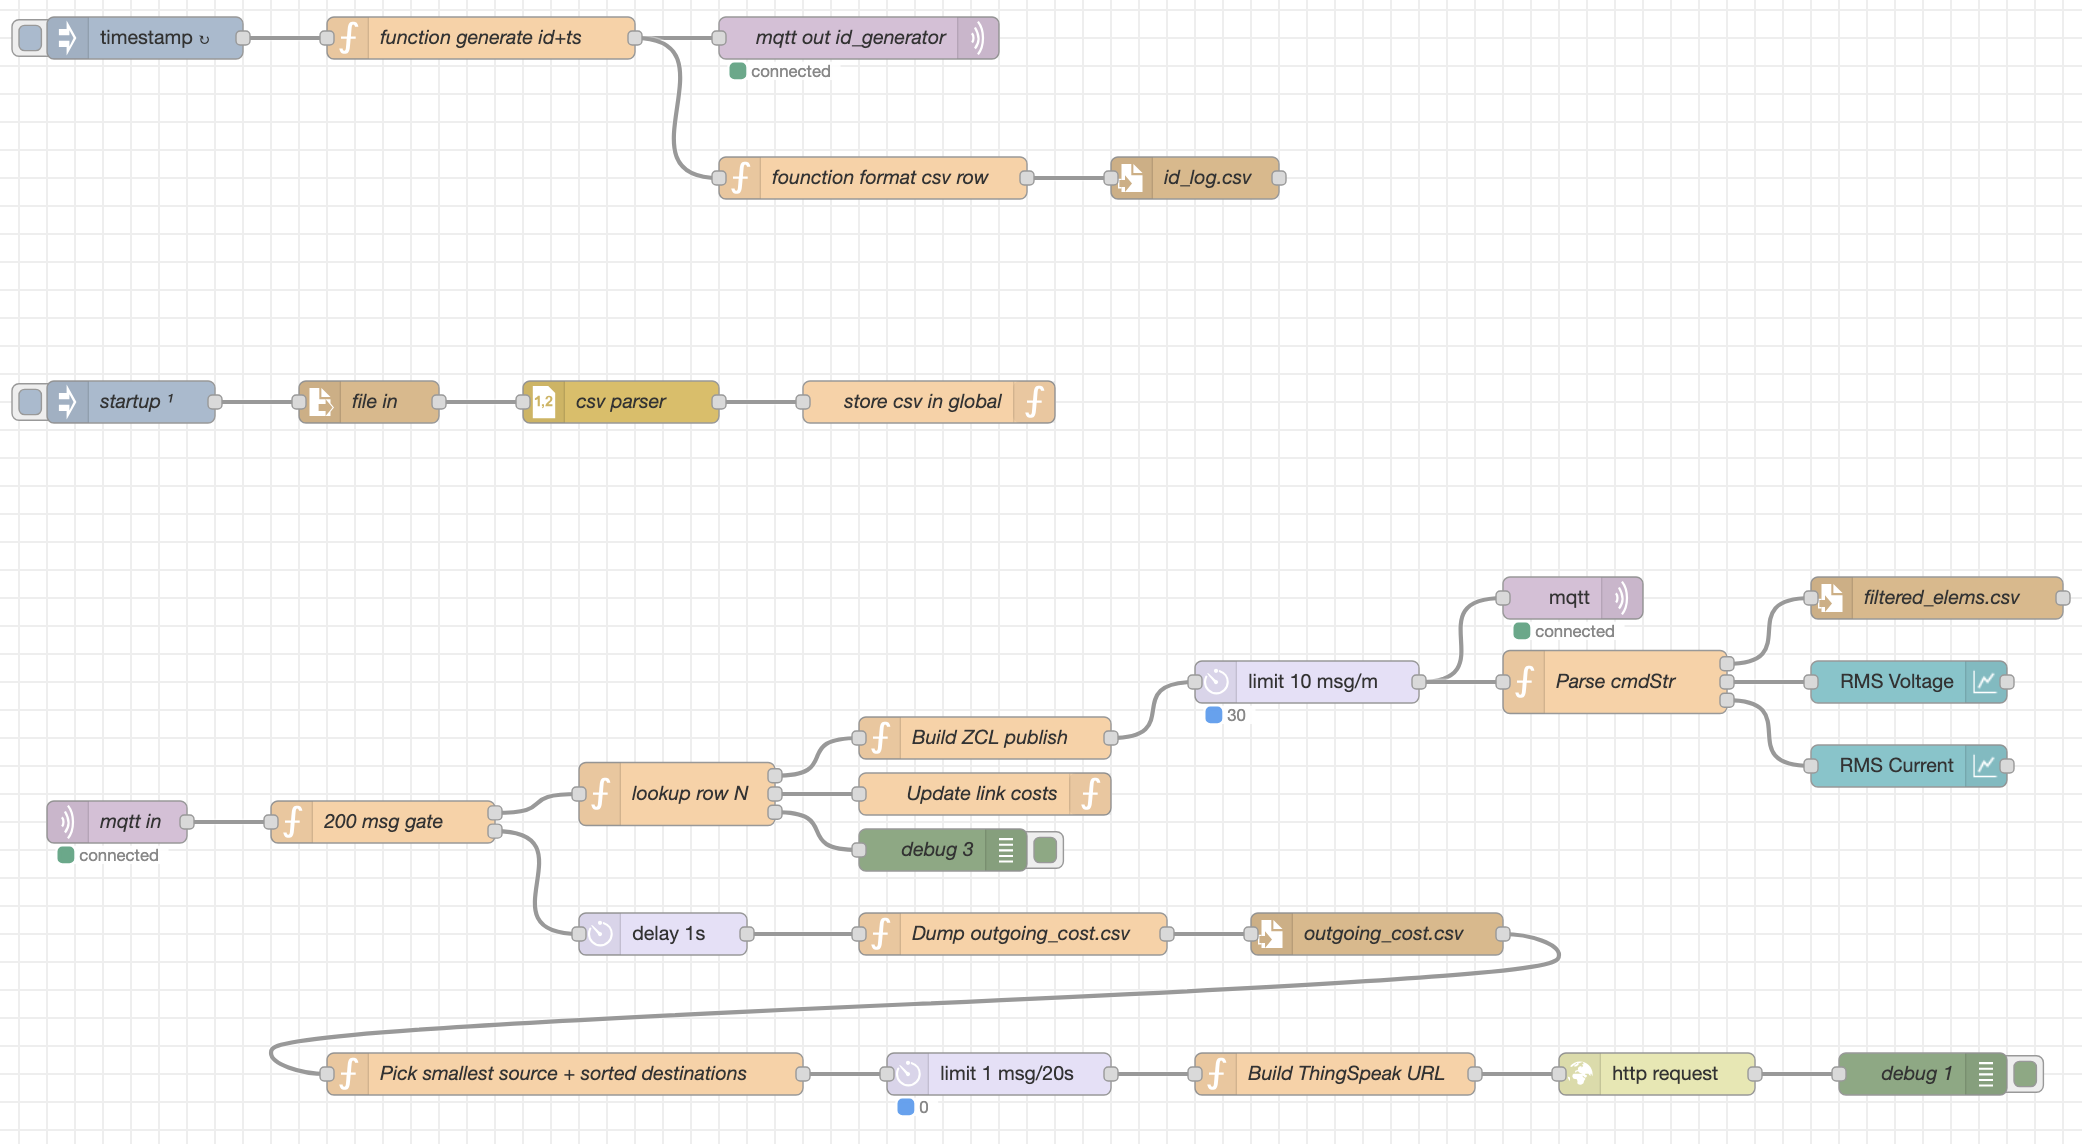 timestamp ↻
function generate id+ts
mqtt out id_generator
connected
founction format csv row
id_log.csv
startup ¹
file in
1,2
csv parser
store csv in global
mqtt
connected
filtered_elems.csv
limit 10 msg/m
30
Parse cmdStr
RMS Voltage
Build ZCL publish
RMS Current
lookup row N
Update link costs
mqtt in
connected
200 msg gate
debug 3
delay 1s
Dump outgoing_cost.csv
outgoing_cost.csv
Pick smallest source + sorted destinations
limit 1 msg/20s
0
Build ThingSpeak URL
http request
debug 1